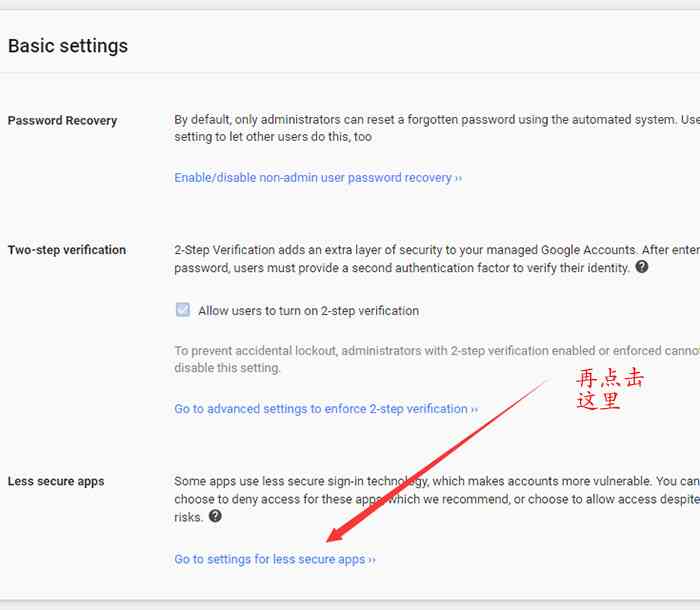 Basic settings
Password Recovery
By default, only administrators can reset a forgotten password using the automated system. Use
setting to let other users do this, too
Enable/disable non-admin user password recovery ››
Two-step verification
2-Step Verification adds an extra layer of security to your managed Google Accounts. After enter
password, users must provide a second authentication factor to verify their identity.
Allow users to turn on 2-step verification
To prevent accidental lockout, administrators with 2-step verification enabled or enforced cannot
disable this setting.
再点击
这里
Go to advanced settings to enforce 2-step verification ››
Less secure apps
Some apps use less secure sign-in technology, which makes accounts more vulnerable. You can
choose to deny access for these apps, which we recommend, or choose to allow access despite
risks.
Go to settings for less secure apps ››